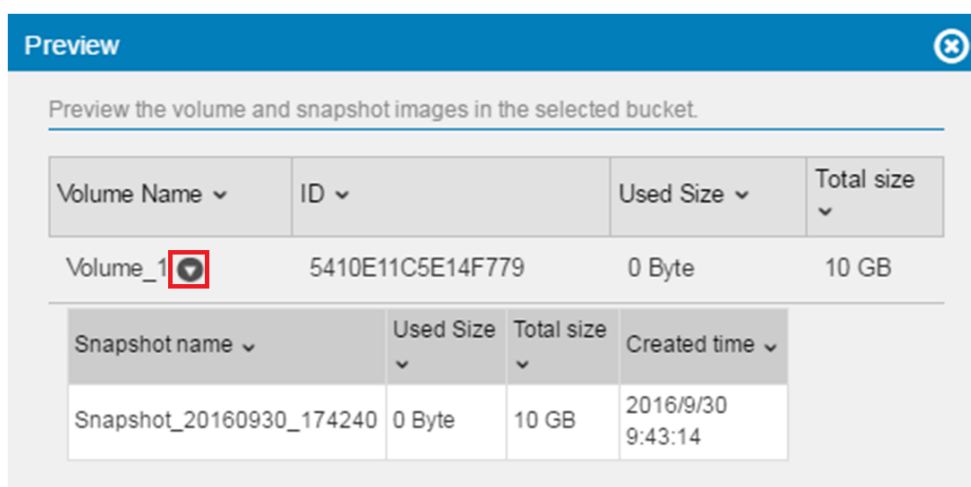 Preview
Preview the volume and snapshot images in the selected bucket.
Volume Name ID Used Size Total size
Volume_1 5410E11C5E14F779 0 Byte 10 GB
Snapshot name Used Size Total size Created time
Snapshot_20160930_174240 0 Byte 10 GB 2016/9/30
9:43:14